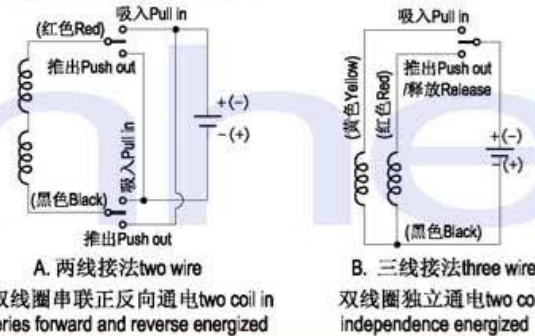 吸入Pull in
(红色Red)
推出Push out
吸入Pull in
+(-)
-(+)
(黑色Black)
推出Push out
A. 两线接法two wire
双线圈串联正反向通电two coil in
eries forward and reverse energized
吸入Pull in
推出Push out
/释放Release
(黄色Yellow)
(红色Red)
+(-)
-(+)
(黑色Black)
B. 三线接法three wire
双线圈独立通电two co
independence energized